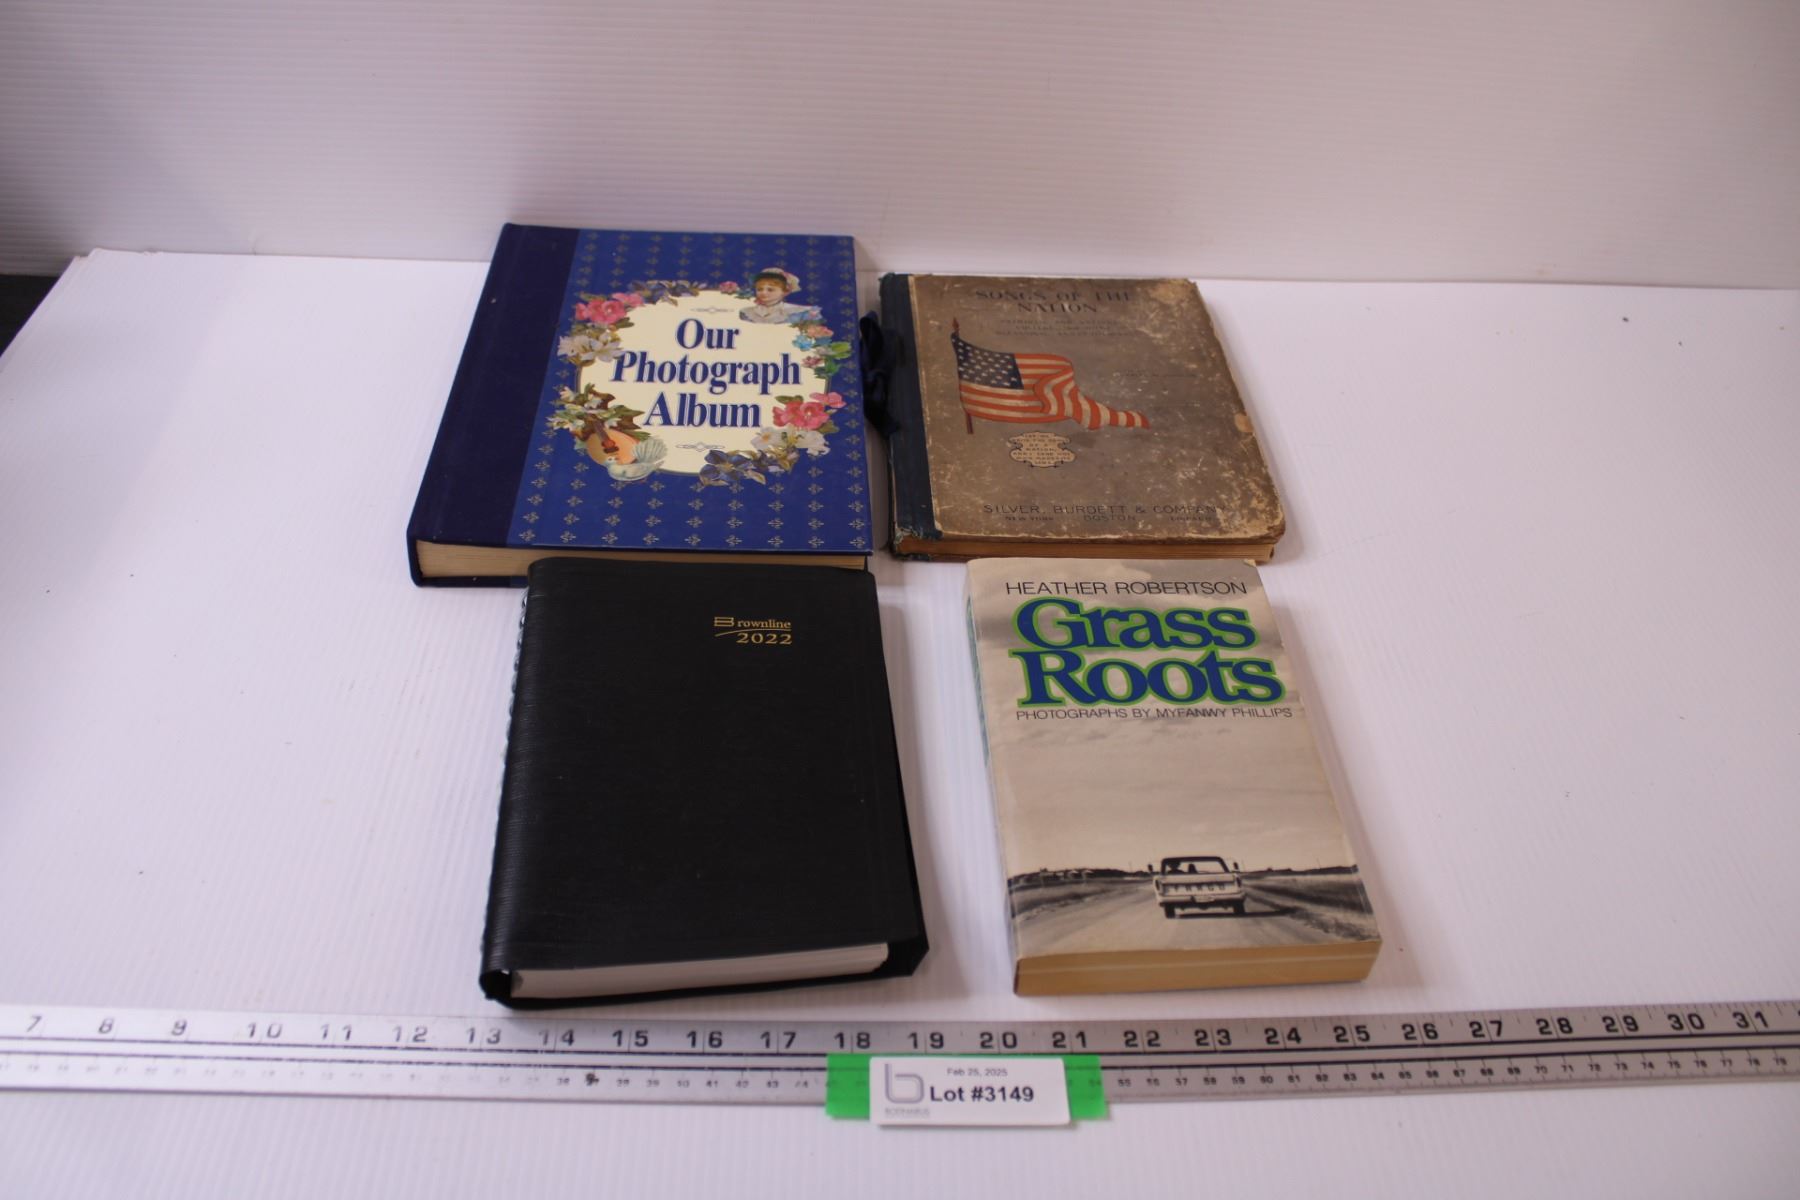 Our
Photograph
Album
SONGS OF THE
NATION
SILVER, BURDETT & COMPANY
NEW YORK BOSTON CHICAGO
Brownline
2022
HEATHER ROBERTSON
Grass
Roots
PHOTOGRAPHS BY MYFANWY PHILLIPS
FARGO
7 8 9 10 11 12 13 14 15 16 17 18 19 20 21 22 23 24 25 26 27 28 29 30 31
Feb 25, 2025
Lot #3149